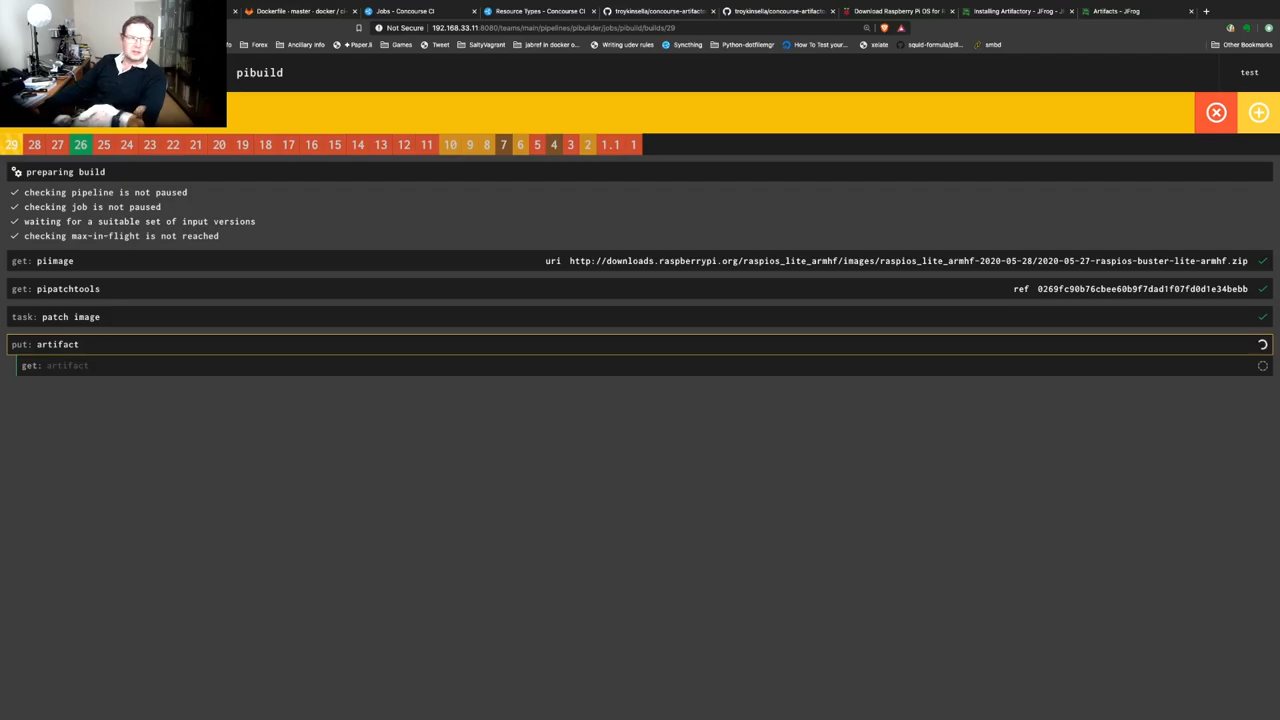 Dockerfile · master · docker / ci
Jobs - Concourse CI
Resource Types - Concourse CI
troykinsella/concourse-artifact
troykinsella/concourse-artifac
Download Raspberry Pi OS for R
Installing Artifactory - JFrog
Artifacts - JFrog
Not Secure 192.168.33.11:8080/teams/main/pipelines/pibuilder/jobs/pibuild/builds/29
Forex
Ancillary Info
+ Paper.li
Games
Tweet
SaltyVagrant
jabref in docker o...
Writing udev rules
Syncthing
Python-dotfilemgr
How To Test your...
squid-formula/pill...
smbd
Other Bookmarks
pibuild
test
29 28 27 26 25 24 23 22 21 20 19 18 17 16 15 14 13 12 11 10 9 8 7 6 5 4 3 2 1.1 1
preparing build
checking pipeline is not paused
checking job is not paused
waiting for a suitable set of input versions
checking max-in-flight is not reached
get: piimage uri http://downloads.raspberrypi.org/raspios_lite_armhf/images/raspios_lite_armhf-2020-05-28/2020-05-27-raspios-buster-lite-armhf.zip
get: pipatchtools ref 0269fc90b76cbee60b9f7dad1f07fd0d1e34bebb
task: patch image
put: artifact
get: artifact